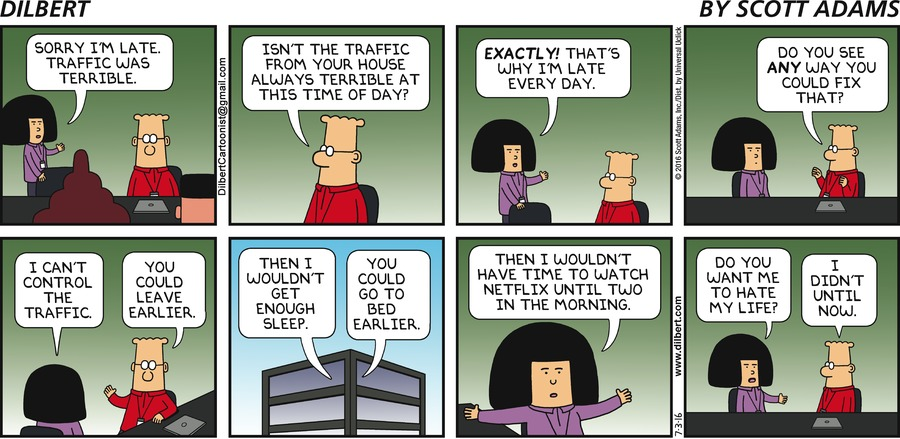 DILBERT
BY SCOTT ADAMS
SORRY I'M LATE.
TRAFFIC WAS
TERRIBLE.
DilbertCartoonist@gmail.com
ISN'T THE TRAFFIC
FROM YOUR HOUSE
ALWAYS TERRIBLE AT
THIS TIME OF DAY?
EXACTLY! THAT'S
WHY I'M LATE
EVERY DAY.
© 2016 Scott Adams, Inc./Dist. by Universal Uclick
DO YOU SEE
ANY WAY YOU
COULD FIX
THAT?
I CAN'T
CONTROL
THE
TRAFFIC.
YOU
COULD
LEAVE
EARLIER.
THEN I
WOULDN'T
GET
ENOUGH
SLEEP.
YOU
COULD
GO TO
BED
EARLIER.
THEN I WOULDN'T
HAVE TIME TO WATCH
NETFLIX UNTIL TWO
IN THE MORNING.
7-3-16
www.dilbert.com
DO YOU
WANT ME
TO HATE
MY LIFE?
I
DIDN'T
UNTIL
NOW.